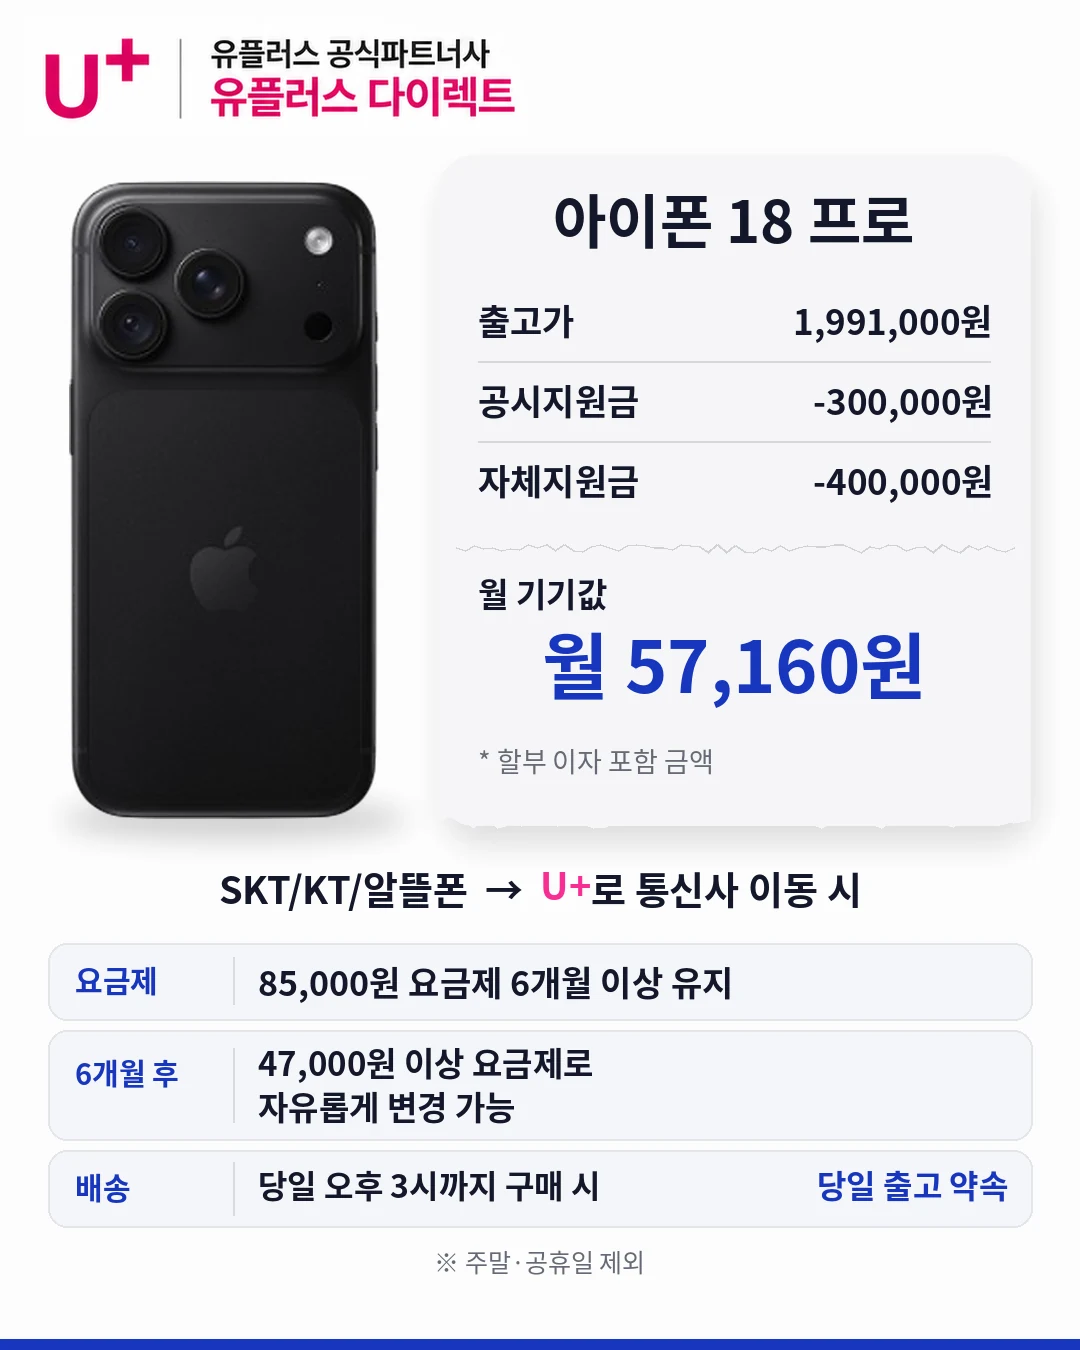 U+
유플러스 공식파트너사
유플러스 다이렉트
아이폰 18 프로
출고가 1,991,000원
공시지원금 -300,000원
자체지원금 -400,000원
월 기기값
월 57,160원
* 할부 이자 포함 금액
SKT/KT/알뜰폰 → U+로 통신사 이동 시
요금제 85,000원 요금제 6개월 이상 유지
6개월 후 47,000원 이상 요금제로
자유롭게 변경 가능
배송 당일 오후 3시까지 구매 시 당일 출고 약속
※ 주말·공휴일 제외